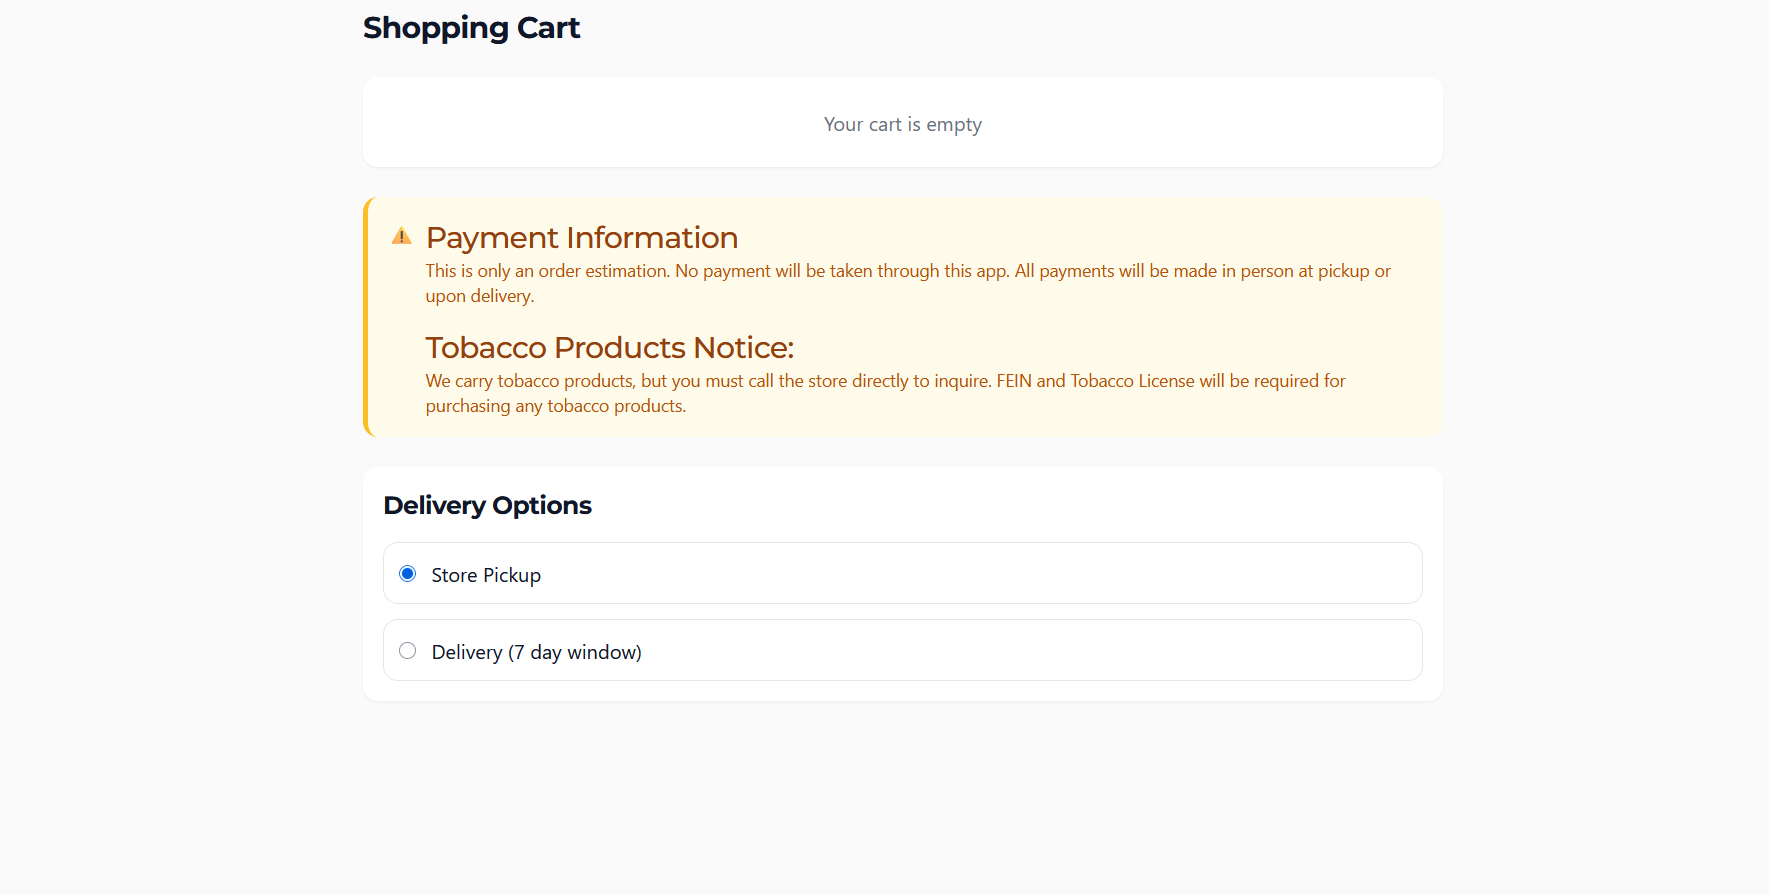 Shopping Cart
Your cart is empty
Payment Information
This is only an order estimation. No payment will be taken through this app. All payments will be made in person at pickup or
upon delivery.
Tobacco Products Notice:
We carry tobacco products, but you must call the store directly to inquire. FEIN and Tobacco License will be required for
purchasing any tobacco products.
Delivery Options
Store Pickup
Delivery (7 day window)